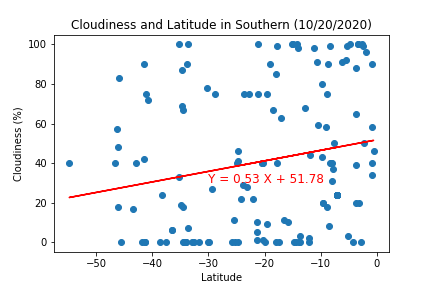 Cloudiness and Latitude in Southern (10/20/2020)
100
80
60
40
20
0
Cloudiness (%)
Y = 0.53 X + 51.78
−50 −40 −30 −20 −10 0
Latitude